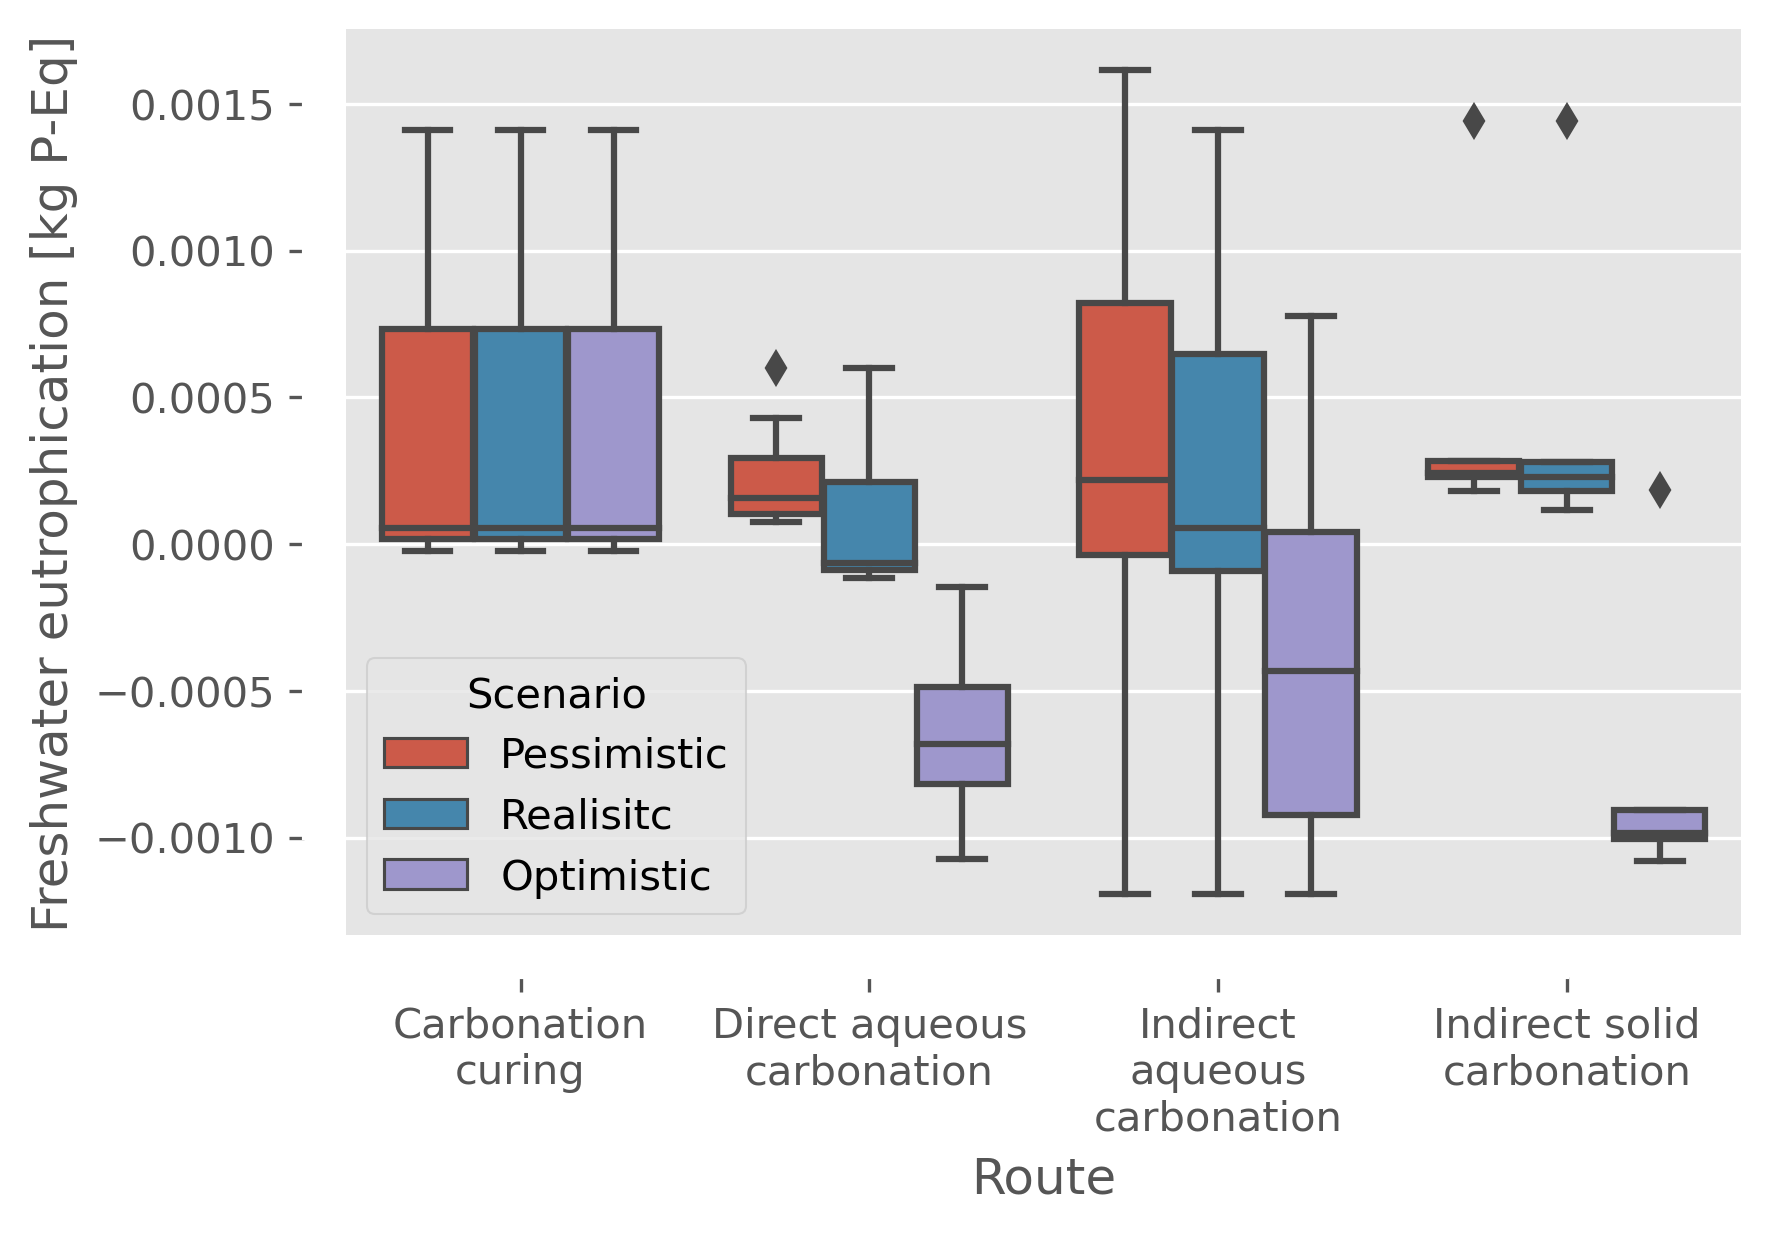 Freshwater eutrophication [kg P-Eq]
0.0015
0.0010
0.0005
0.0000
−0.0005
−0.0010
Scenario
Pessimistic
Realisitc
Optimistic
Carbonation
curing
Direct aqueous
carbonation
Indirect
aqueous
carbonation
Indirect solid
carbonation
Route